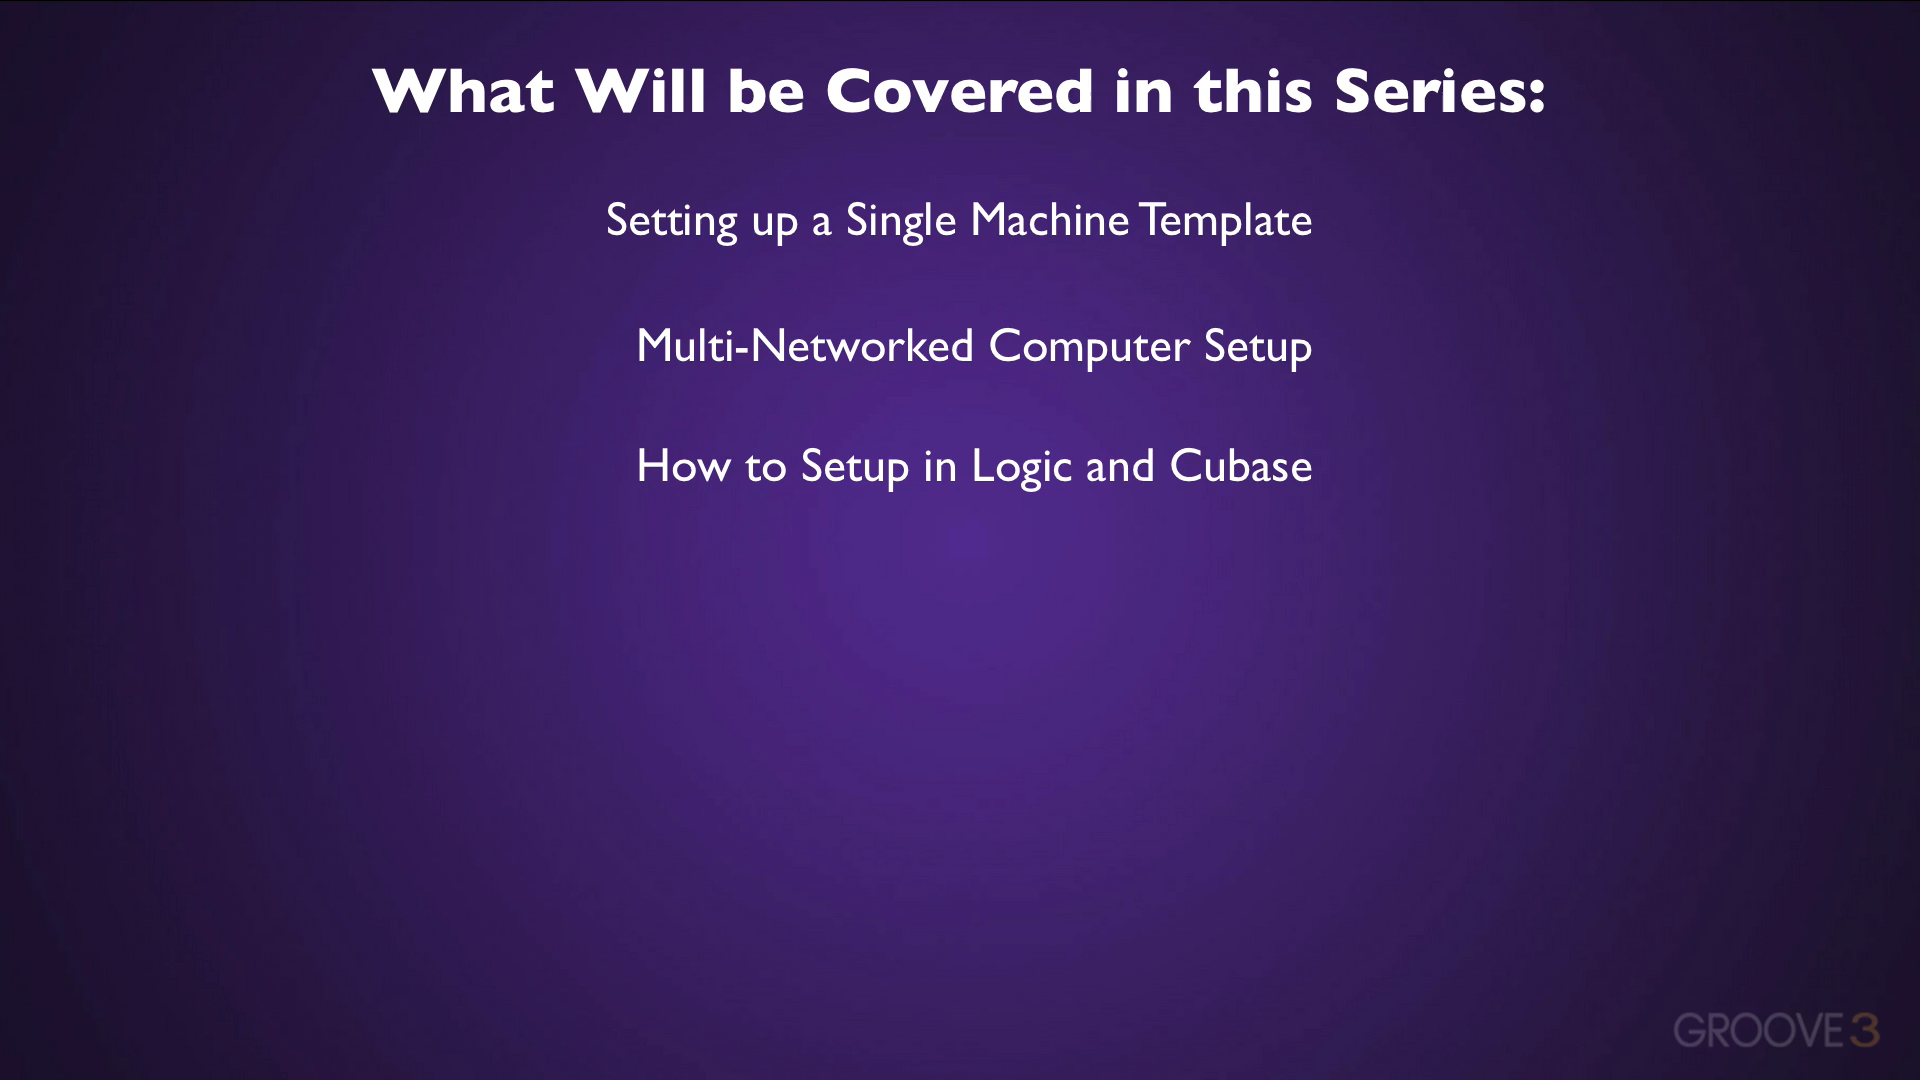 What Will be Covered in this Series:
Setting up a Single Machine Template
Multi-Networked Computer Setup
How to Setup in Logic and Cubase
GROOVE3